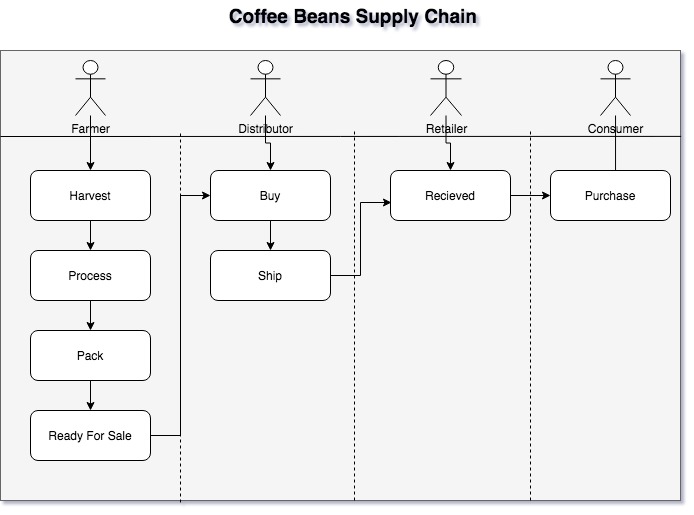 Coffee Beans Supply Chain
Farmer
Distributor
Retailer
Consumer
Harvest
Buy
Recieved
Purchase
Process
Ship
Pack
Ready For Sale